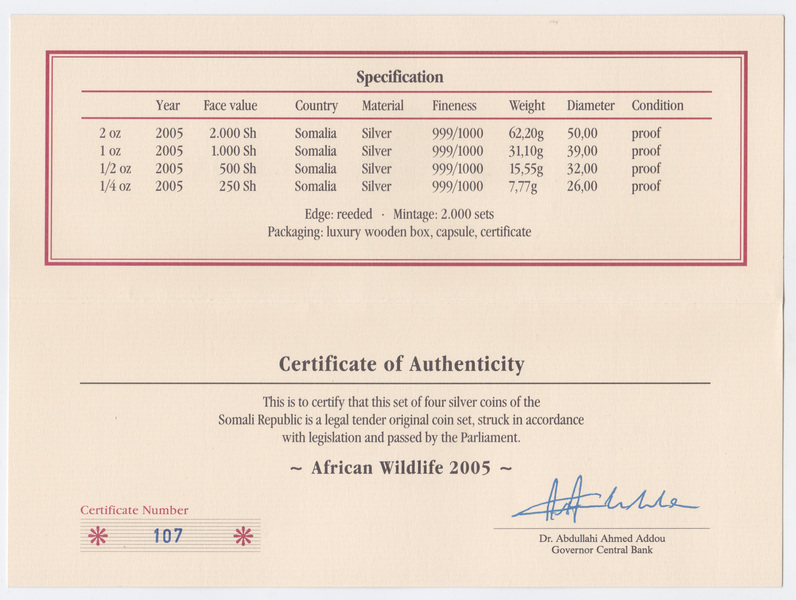 Specification
Year Face value Country Material Fineness Weight Diameter Condition
2 oz 2005 2.000 Sh Somalia Silver 999/1000 62,20g 50,00 proof
1 oz 2005 1.000 Sh Somalia Silver 999/1000 31,10g 39,00 proof
1/2 oz 2005 500 Sh Somalia Silver 999/1000 15,55g 32,00 proof
1/4 oz 2005 250 Sh Somalia Silver 999/1000 7,77g 26,00 proof
Edge: reeded · Mintage: 2.000 sets
Packaging: luxury wooden box, capsule, certificate
Certificate of Authenticity
This is to certify that this set of four silver coins of the
Somali Republic is a legal tender original coin set, struck in accordance
with legislation and passed by the Parliament.
~ African Wildlife 2005 ~
Certificate Number
* 107 *
Dr. Abdullahi Ahmed Addou
Governor Central Bank